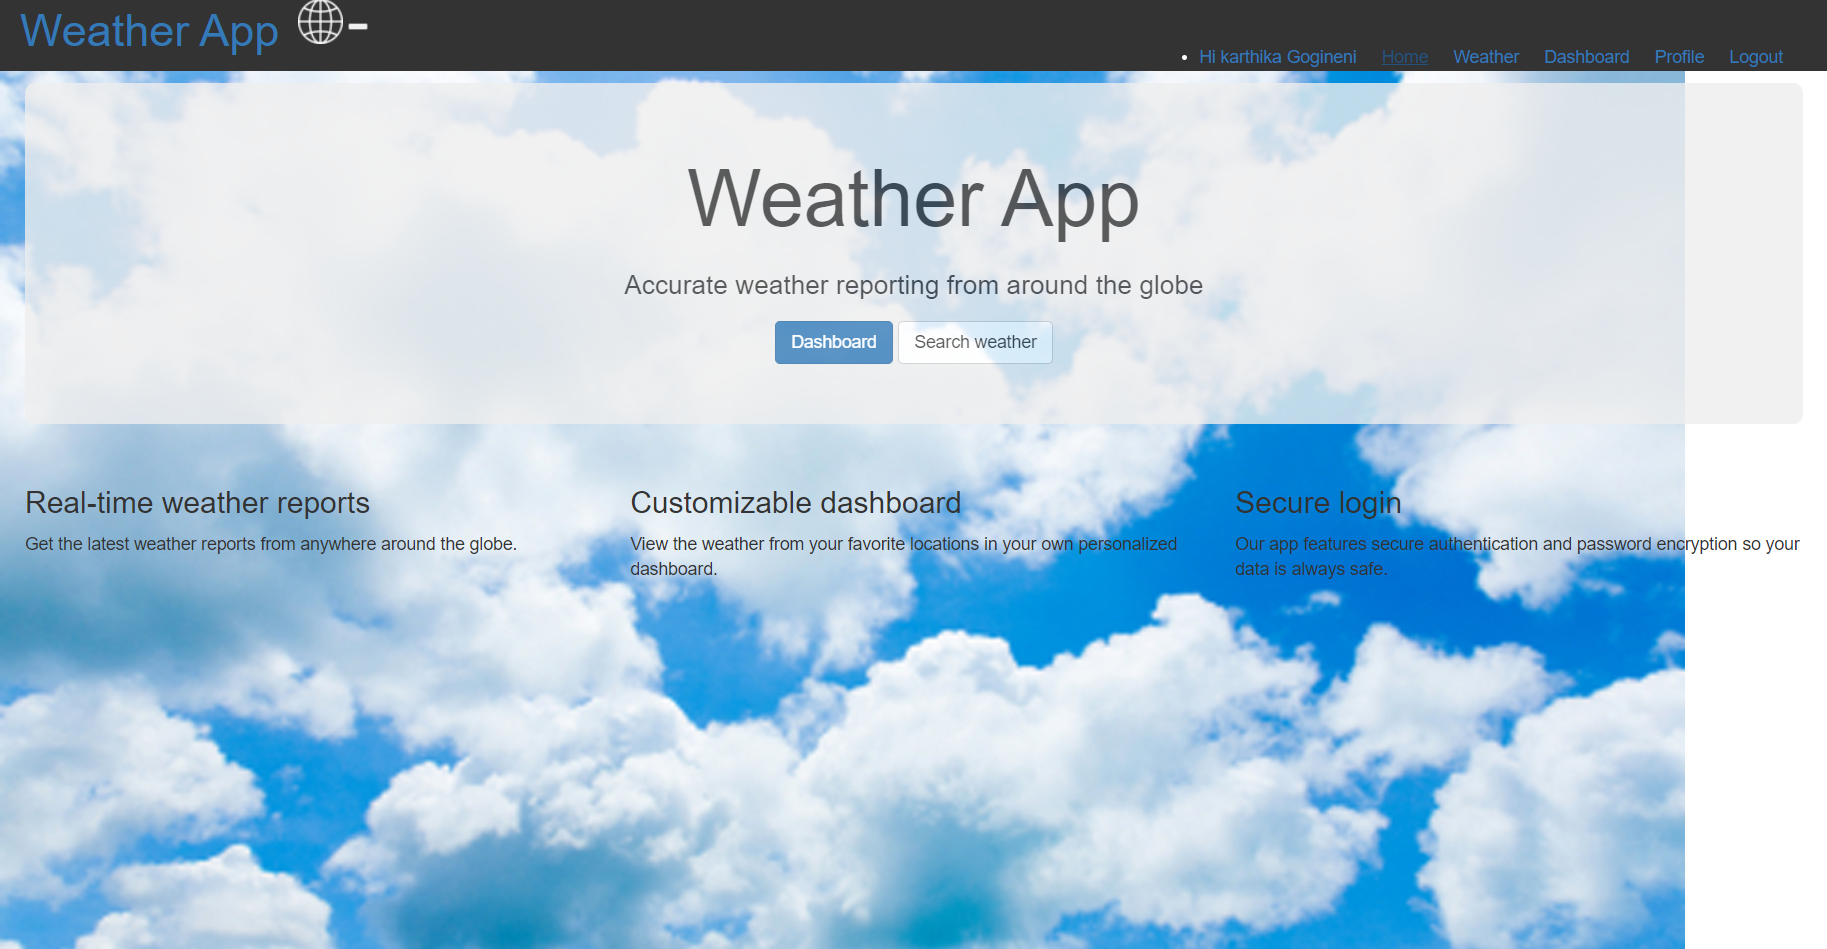 Weather App
Hi karthika Gogineni Home Weather Dashboard Profile Logout
Weather App
Accurate weather reporting from around the globe
Dashboard Search weather
Real-time weather reports
Get the latest weather reports from anywhere around the globe.
Customizable dashboard
View the weather from your favorite locations in your own personalized
dashboard.
Secure login
Our app features secure authentication and password encryption so your
data is always safe.